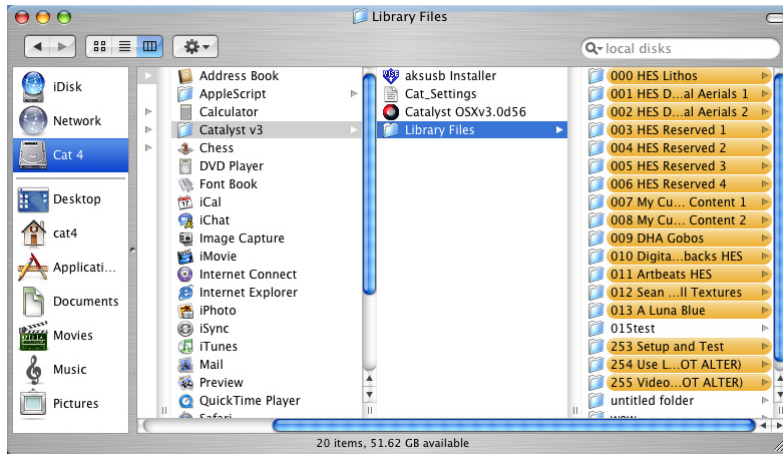 Library Files
local disks
iDisk
Network
Cat 4
Desktop
cat4
Applicati...
Documents
Movies
Music
Pictures
Address Book
AppleScript
Calculator
Catalyst v3
Chess
DVD Player
Font Book
iCal
iChat
Image Capture
iMovie
Internet Connect
Internet Explorer
iPhoto
iSync
iTunes
Mail
Preview
QuickTime Player
Safari
aksusb Installer
Cat_Settings
Catalyst OSXv3.0d56
Library Files
000 HES Lithos
001 HES D...al Aerials 1
002 HES D...al Aerials 2
003 HES Reserved 1
004 HES Reserved 2
005 HES Reserved 3
006 HES Reserved 4
007 My Cu... Content 1
008 My Cu... Content 2
009 DHA Gobos
010 Digita...backs HES
011 Artbeats HES
012 Sean ...ll Textures
013 A Luna Blue
015test
253 Setup and Test
254 Use L...OT ALTER)
255 Video...OT ALTER)
untitled folder
20 items, 51.62 GB available